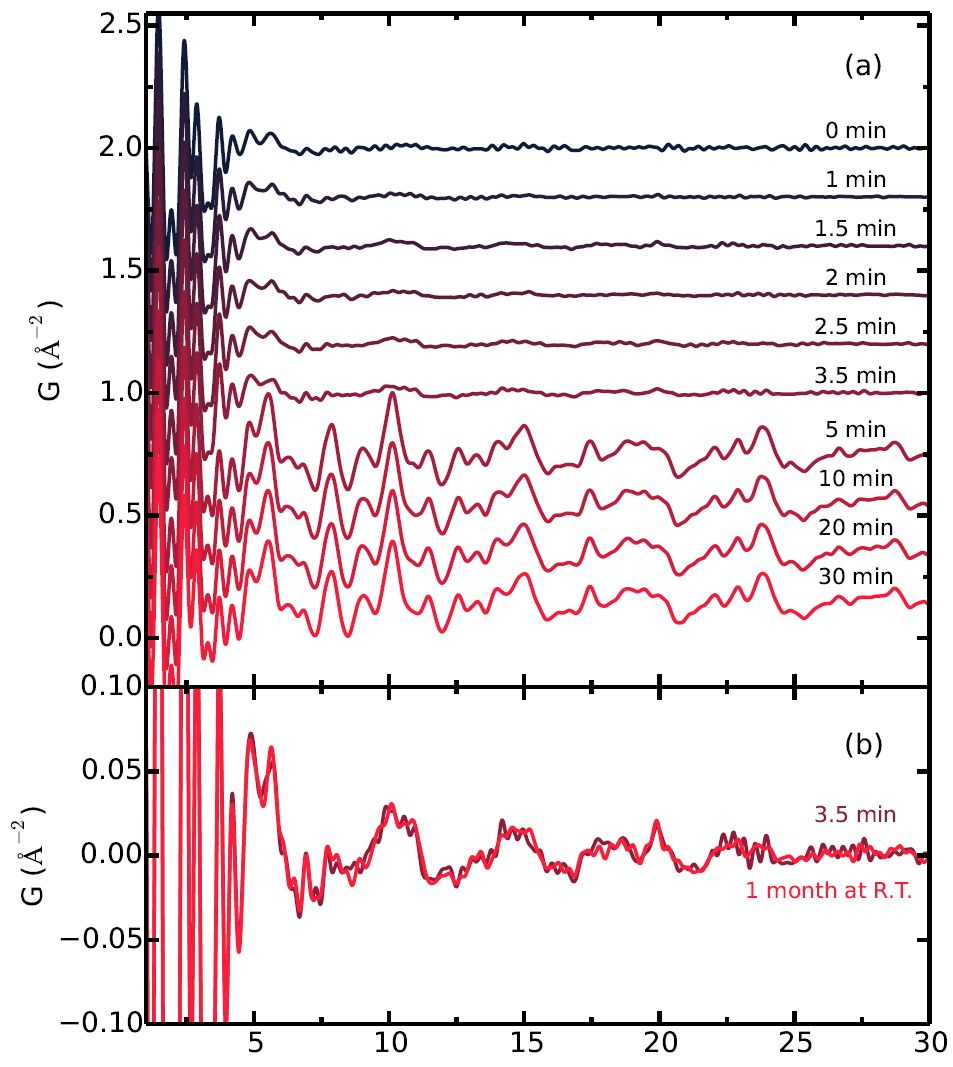 2.5
(a)
0 min
2.0
1 min
1.5 min
1.5
2 min
2.5 min
G (Å⁻²)
3.5 min
1.0
5 min
10 min
0.5
20 min
30 min
0.0
0.10
(b)
0.05
3.5 min
G (Å⁻²)
0.00
1 month at R.T.
−0.05
−0.10
5 10 15 20 25 30